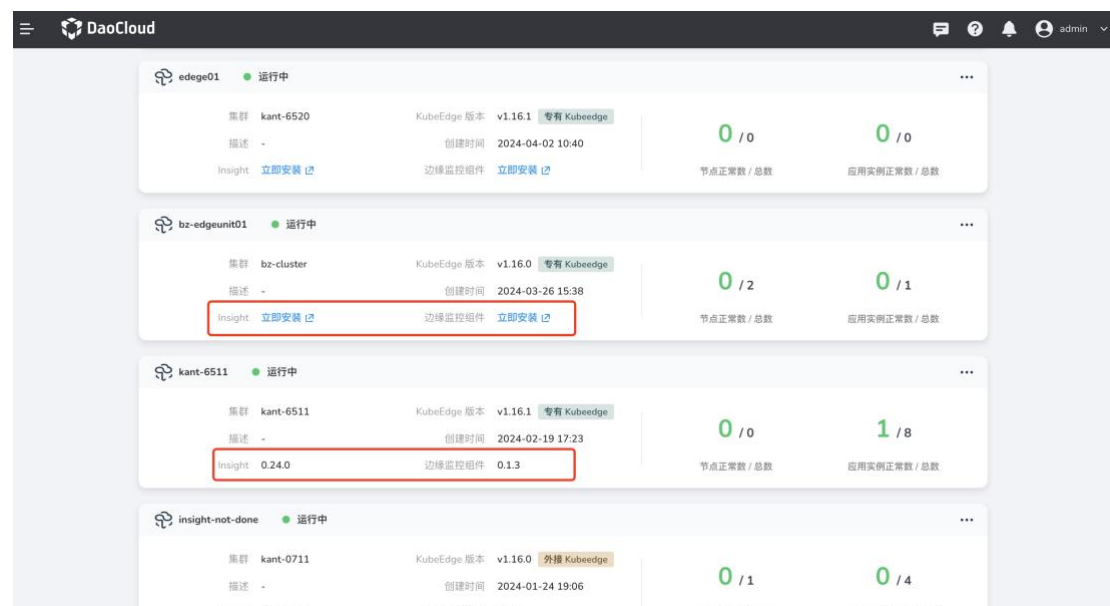 DaoCloud
admin
edege01 运行中
集群 kant-6520 KubeEdge 版本 v1.16.1 专有 Kubeedge
描述 - 创建时间 2024-04-02 10:40
Insight 立即安装 边缘监控组件 立即安装
0 / 0 0 / 0
节点正常数 / 总数 应用实例正常数 / 总数
bz-edgeunit01 运行中
集群 bz-cluster KubeEdge 版本 v1.16.0 专有 Kubeedge
描述 - 创建时间 2024-03-26 15:38
Insight 立即安装 边缘监控组件 立即安装
0 / 2 0 / 1
节点正常数 / 总数 应用实例正常数 / 总数
kant-6511 运行中
集群 kant-6511 KubeEdge 版本 v1.16.1 专有 Kubeedge
描述 - 创建时间 2024-02-19 17:23
Insight 0.24.0 边缘监控组件 0.1.3
0 / 0 1 / 8
节点正常数 / 总数 应用实例正常数 / 总数
insight-not-done 运行中
集群 kant-0711 KubeEdge 版本 v1.16.0 外接 Kubeedge
描述 - 创建时间 2024-01-24 19:06
0 / 1 0 / 4